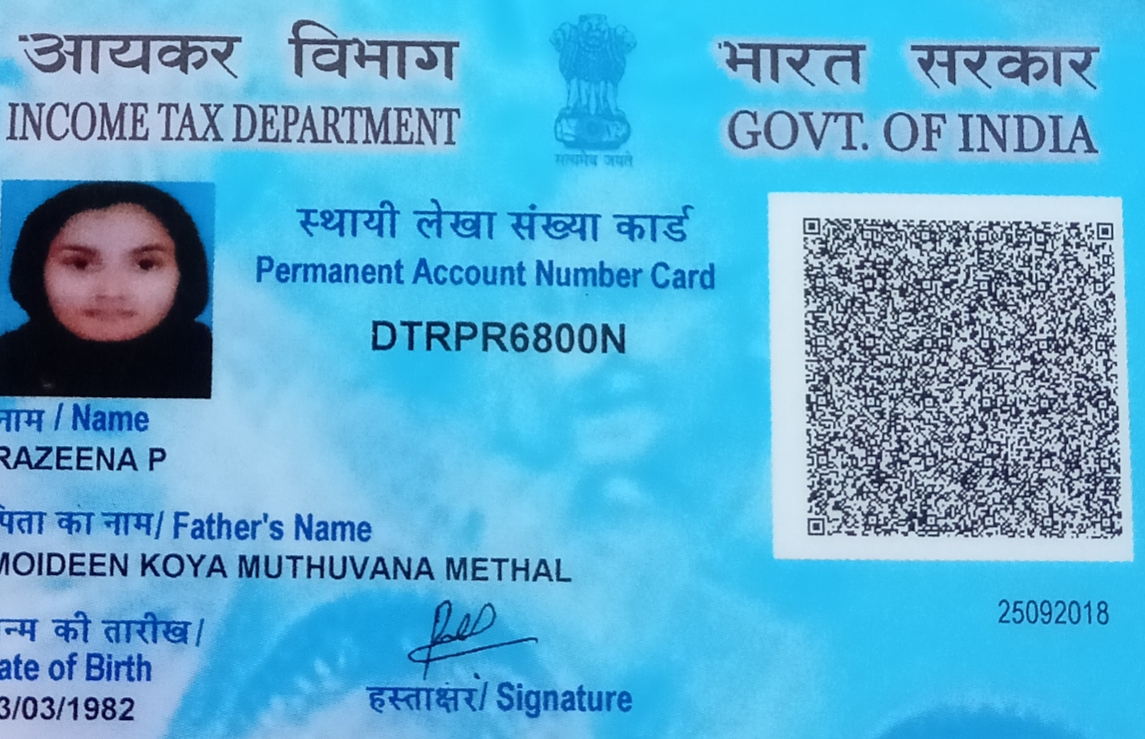 आयकर विभाग
INCOME TAX DEPARTMENT
सत्यमेव जयते
भारत सरकार
GOVT. OF INDIA
स्थायी लेखा संख्या कार्ड
Permanent Account Number Card
DTRPR6800N
नाम / Name
RAZEENA P
पिता का नाम/ Father's Name
MOIDEEN KOYA MUTHUVANA METHAL
की तारीख/
of Birth
3/03/1982
हस्ताक्षर/ Signature
25092018